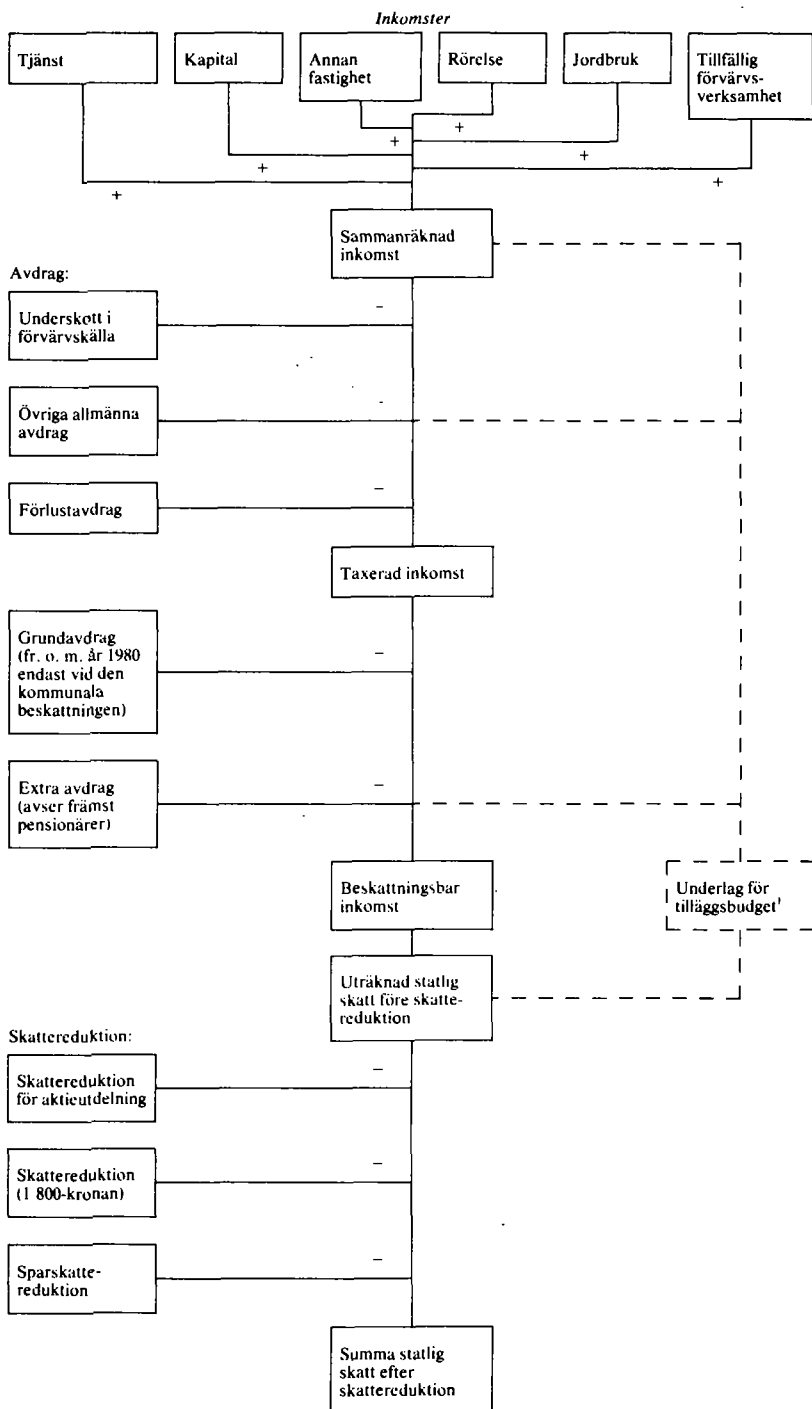 Inkomster
Tjänst
Kapital
Annan
fastighet
Rörelse
Jordbruk
Tillfällig
förvärvs-
verksamhet
+
+
+
+
+
+
Sammanräknad
inkomst
Avdrag:
Underskott i
förvärvskälla
–
Övriga allmänna
avdrag
-
Förlustavdrag
–
Taxerad inkomst
Grundavdrag
(fr. o. m. år 1980
endast vid den
kommunala
beskattningen)
–
Extra avdrag
(avser främst
pensionärer)
–
Beskattningsbar
inkomst
Underlag för
tilläggsbudget¹
Uträknad statlig
skatt före skatte-
reduktion
Skattereduktion:
Skattereduktion
för aktieutdelning
–
Skattereduktion
(1 800-kronan)
–
Sparskatte-
reduktion
–
Summa statlig
skatt efter
skattereduktion